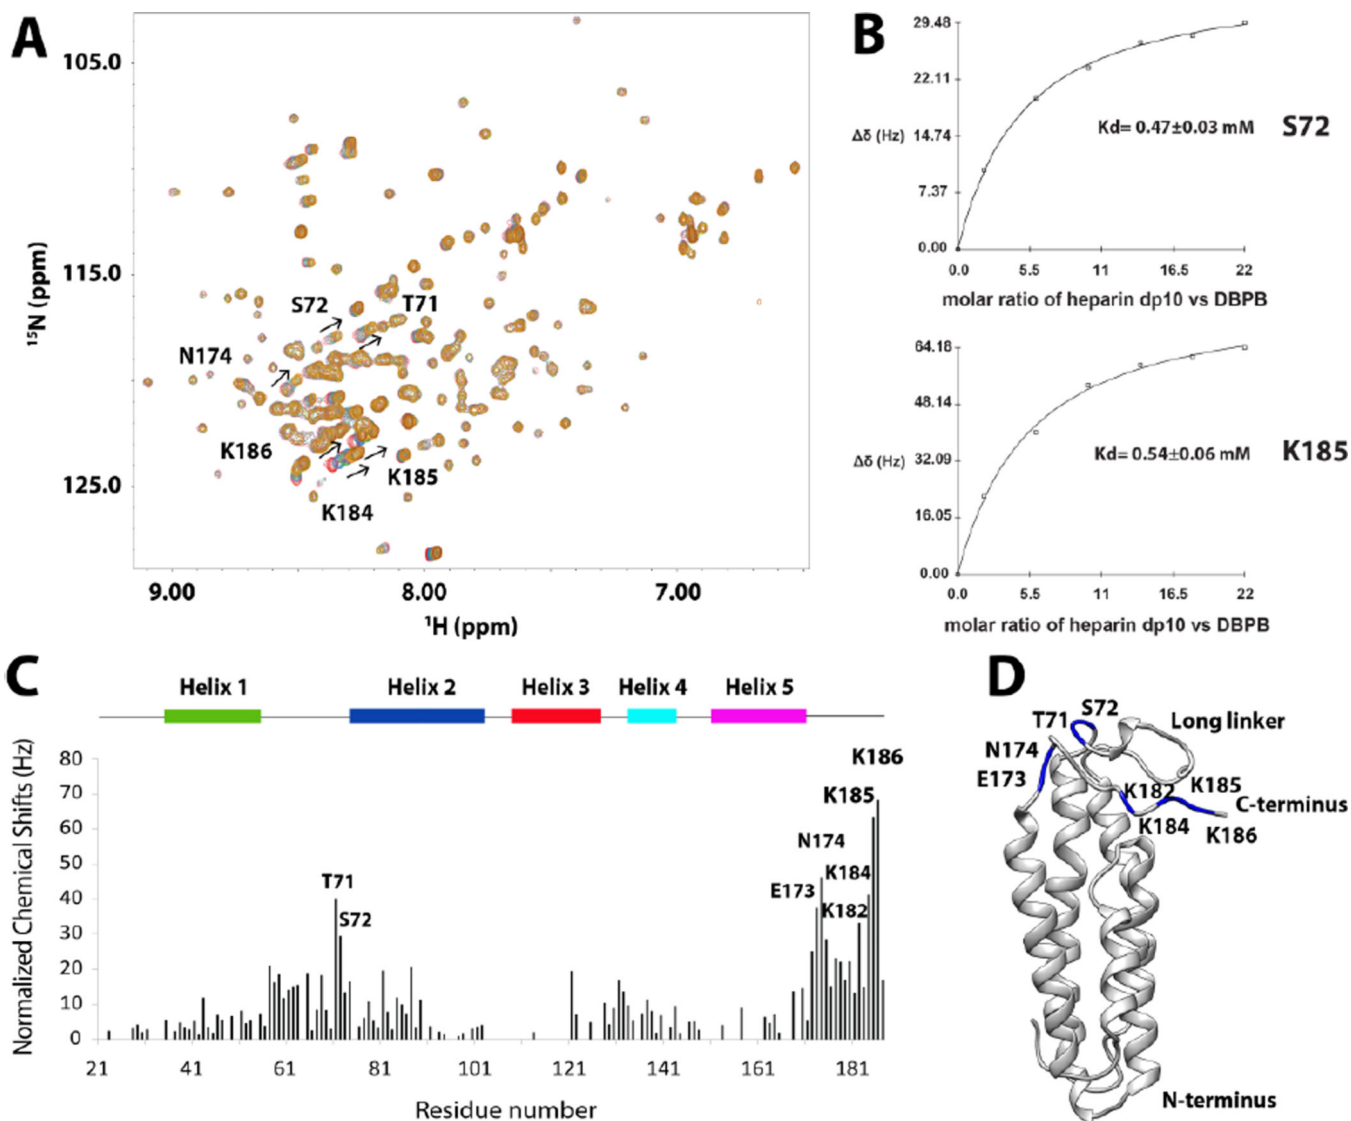 A
105.0
115.0
125.0
¹⁵N (ppm)
S72
T71
N174
K186
K185
K184
9.00
8.00
7.00
¹H (ppm)
B
29.48
22.11
14.74
7.37
0.00
Δδ (Hz)
Kd= 0.47±0.03 mM
S72
0.0
5.5
11
16.5
22
molar ratio of heparin dp10 vs DBPB
64.18
48.14
32.09
16.05
0.00
Δδ (Hz)
Kd= 0.54±0.06 mM
K185
0.0
5.5
11
16.5
22
molar ratio of heparin dp10 vs DBPB
C
Helix 1
Helix 2
Helix 3
Helix 4
Helix 5
Normalized Chemical Shifts (Hz)
80
70
60
50
40
30
20
10
0
T71
S72
K186
K185
N174
K184
E173
K182
21
41
61
81
101
121
141
161
181
Residue number
D
S72
T71
Long linker
N174
E173
K182
K185
C-terminus
K184
K186
N-terminus